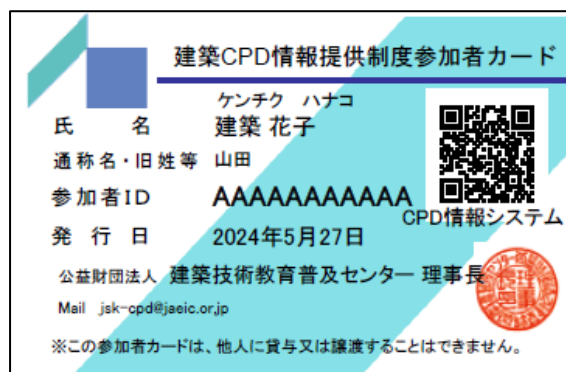 建築CPD情報提供制度参加者カード
ケンチク ハナコ
氏 名 建築 花子
通称名・旧姓等 山田
参加者ID AAAAAAAAAAA
CPD情報システム
発行日 2024年5月27日
公益財団法人 建築技術教育普及センター 理事長
Mail jsk-cpd@jaeic.or.jp
※この参加者カードは、他人に貸与又は譲渡することはできません。